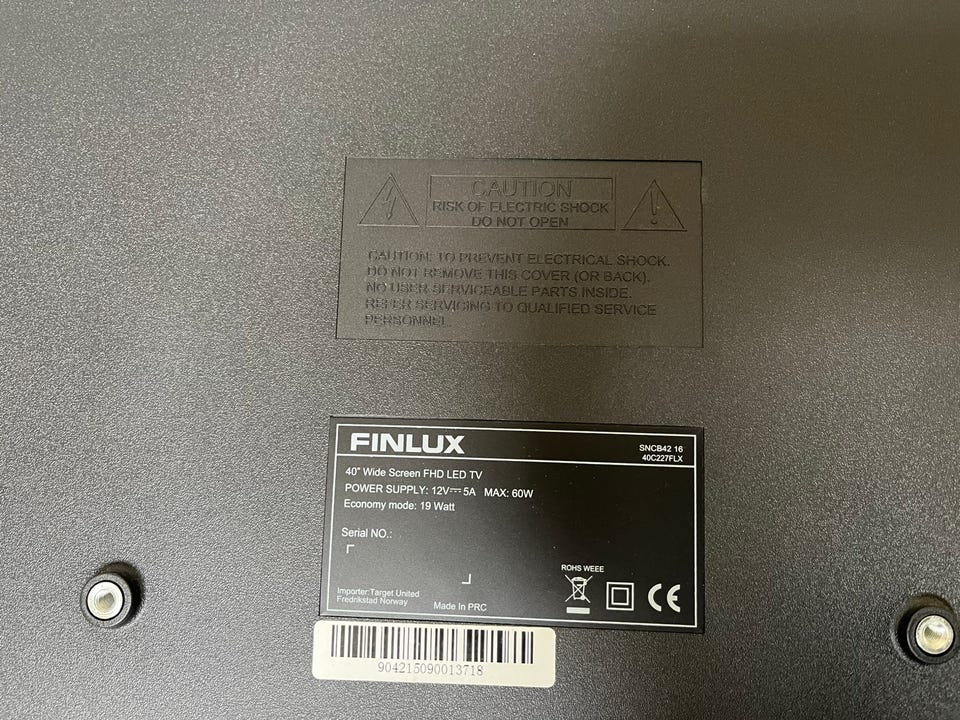 CAUTION
RISK OF ELECTRIC SHOCK
DO NOT OPEN
CAUTION: TO PREVENT ELECTRICAL SHOCK.
DO NOT REMOVE THIS COVER (OR BACK).
NO USER SERVICEABLE PARTS INSIDE.
REFER SERVICING TO QUALIFIED SERVICE
PERSONNEL.
FINLUX
SNCB42 16
40C227FLX
40" Wide Screen FHD LED TV
POWER SUPPLY: 12V⎓5A MAX: 60W
Economy mode: 19 Watt
Serial NO.:
ROHS WEEE
Importer:Target United
Fredrikstad Norway
Made In PRC
CE
904215090013718